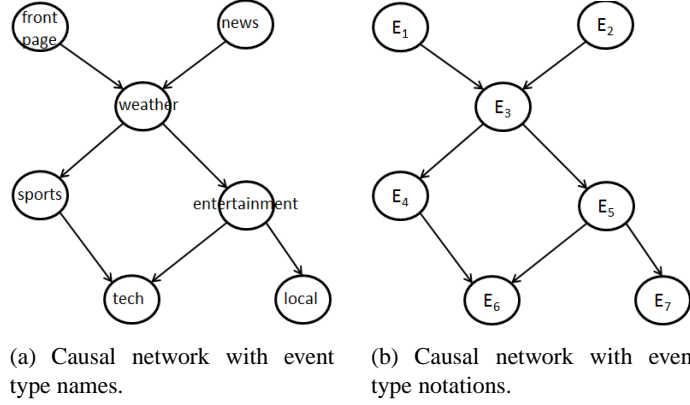 front
page
news
weather
sports
entertainment
tech
local
(a) Causal network with event
type names.
E1
E2
E3
E4
E5
E6
E7
(b) Causal network with even
type notations.